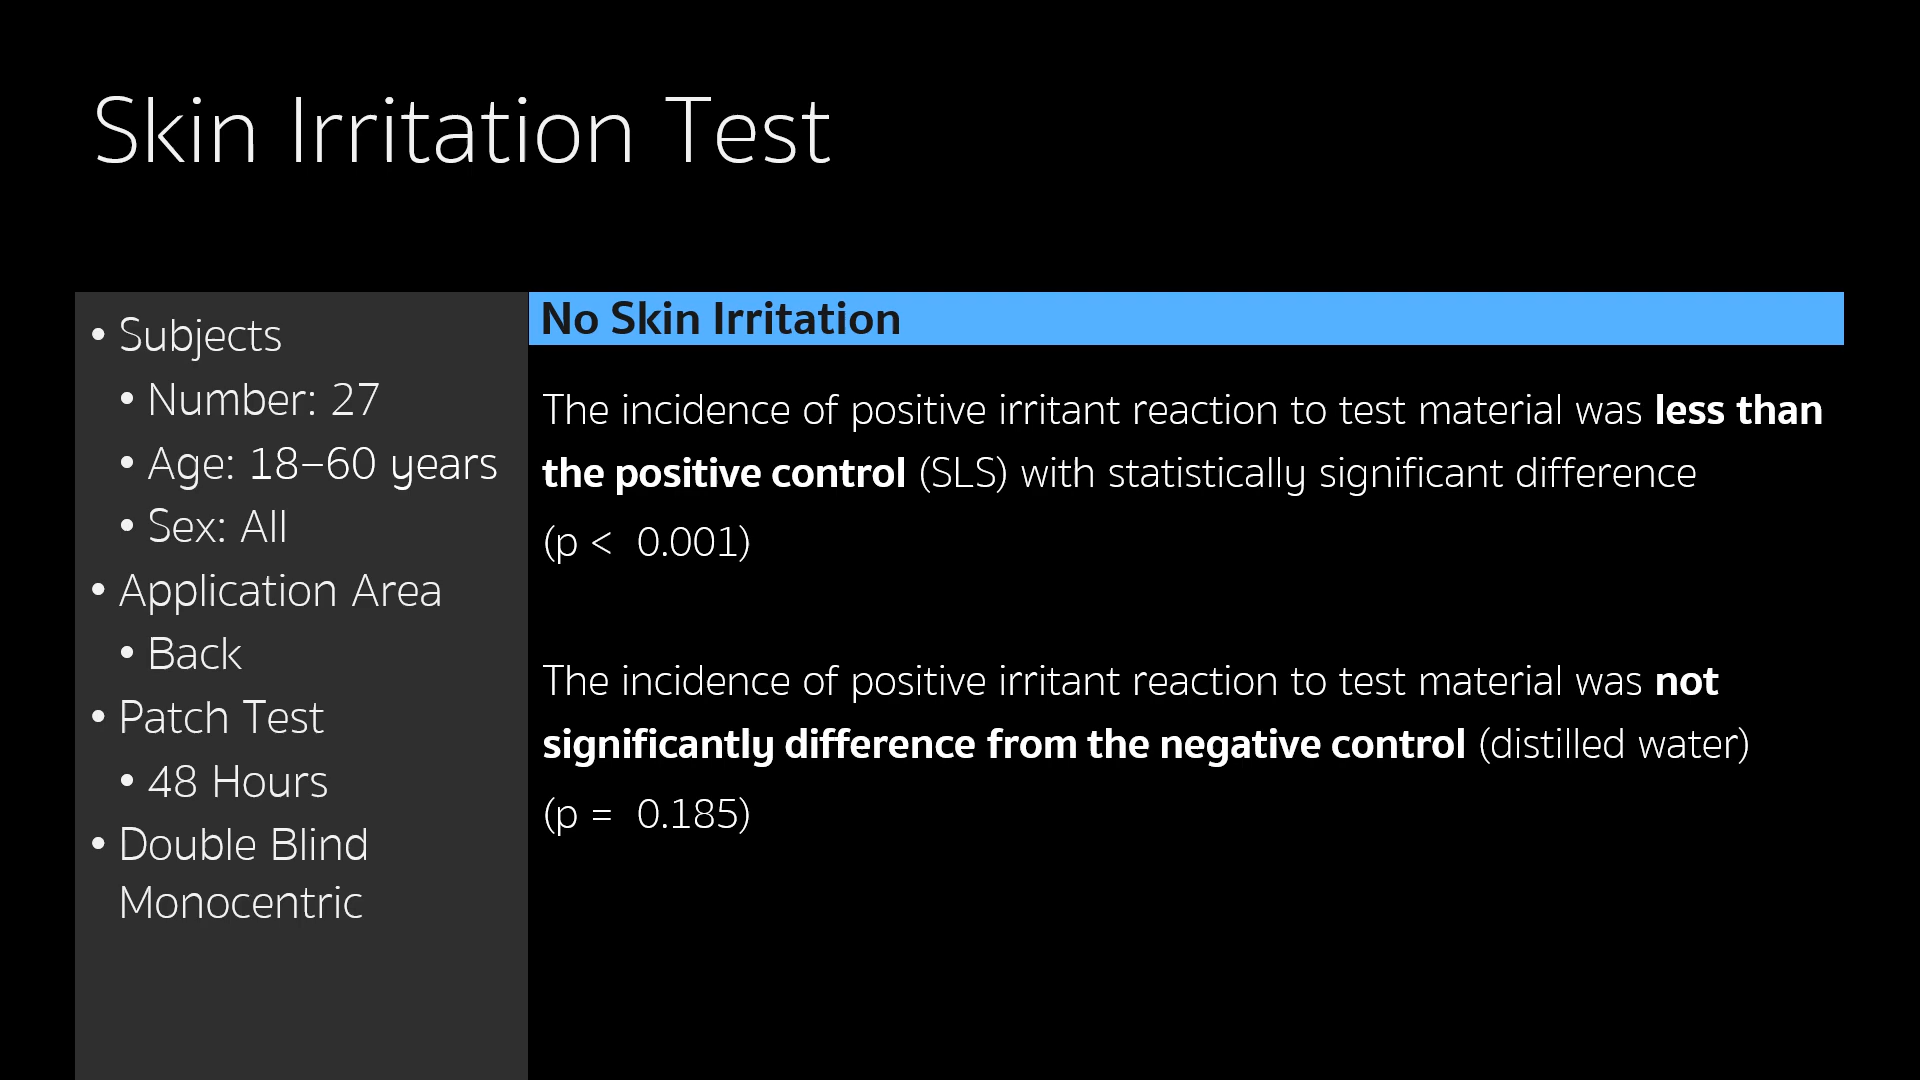 Skin Irritation Test
• Subjects
• Number: 27
• Age: 18–60 years
• Sex: All
• Application Area
• Back
• Patch Test
• 48 Hours
• Double Blind
Monocentric
No Skin Irritation
The incidence of positive irritant reaction to test material was less than
the positive control (SLS) with statistically significant difference
(p < 0.001)
The incidence of positive irritant reaction to test material was not
significantly difference from the negative control (distilled water)
(p = 0.185)